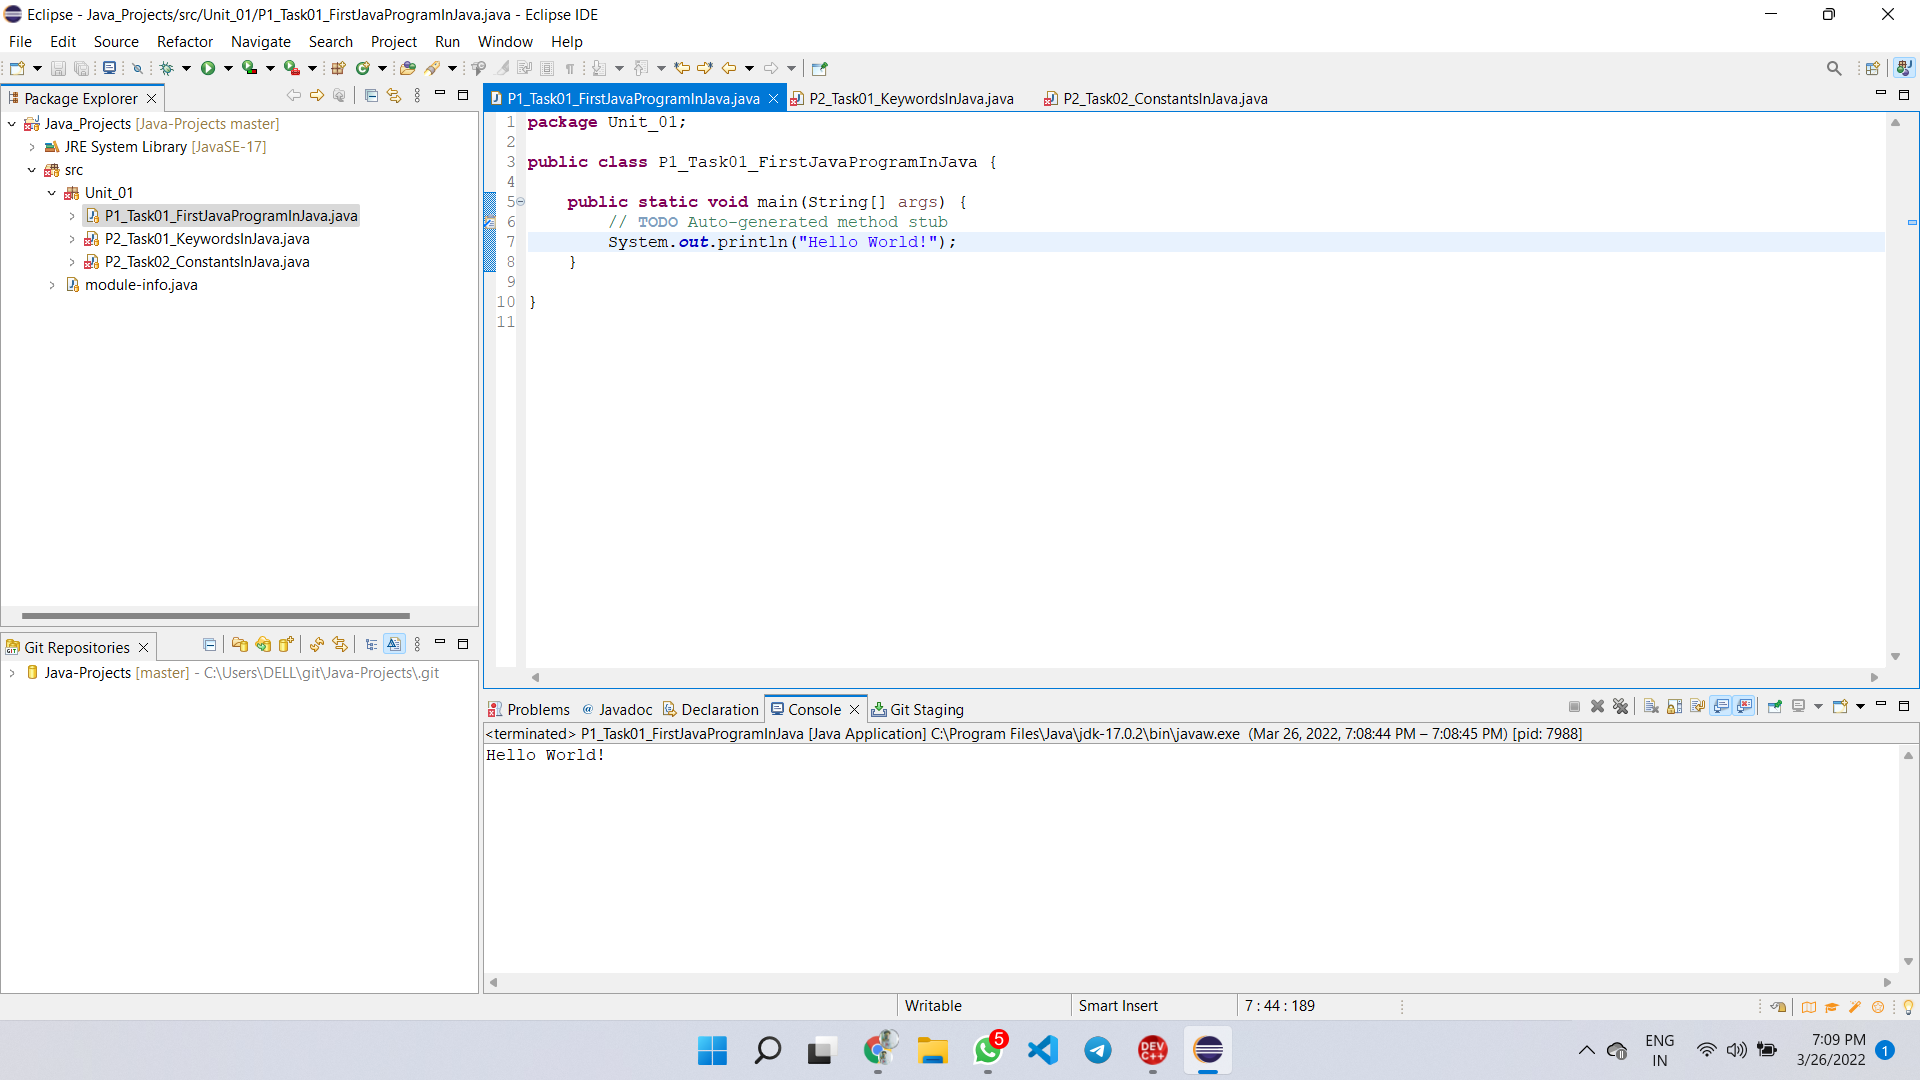 Eclipse - Java_Projects/src/Unit_01/P1_Task01_FirstJavaProgramInJava.java - Eclipse IDE
File Edit Source Refactor Navigate Search Project Run Window Help
Package Explorer
Java_Projects [Java-Projects master]
JRE System Library [JavaSE-17]
src
Unit_01
P1_Task01_FirstJavaProgramInJava.java
P2_Task01_KeywordsInJava.java
P2_Task02_ConstantsInJava.java
module-info.java
Git Repositories
Java-Projects [master] - C:\Users\DELL\git\Java-Projects\.git
P1_Task01_FirstJavaProgramInJava.java P2_Task01_KeywordsInJava.java P2_Task02_ConstantsInJava.java
1 package Unit_01;
2
3 public class P1_Task01_FirstJavaProgramInJava {
4
5 public static void main(String[] args) {
6 // TODO Auto-generated method stub
7 System.out.println("Hello World!");
8 }
9
10 }
11
Problems Javadoc Declaration Console Git Staging
<terminated> P1_Task01_FirstJavaProgramInJava [Java Application] C:\Program Files\Java\jdk-17.0.2\bin\javaw.exe (Mar 26, 2022, 7:08:44 PM – 7:08:45 PM) [pid: 7988]
Hello World!
Writable Smart Insert 7 : 44 : 189
5
DEV
C++
ENG
IN
7:09 PM
3/26/2022
1